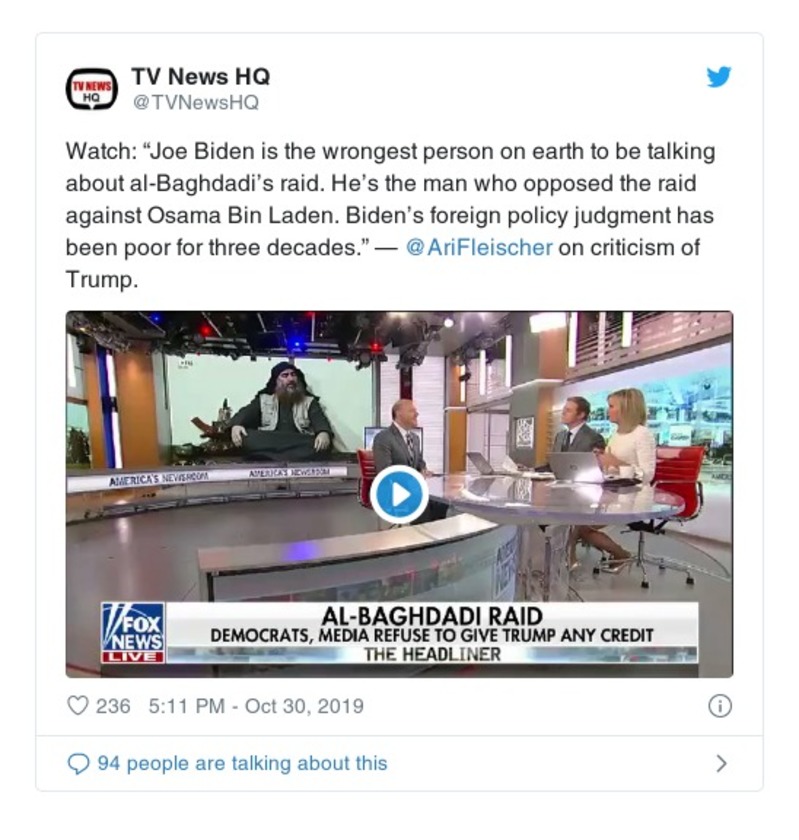 TV NEWS
HQ
TV News HQ
@TVNewsHQ
Watch: “Joe Biden is the wrongest person on earth to be talking
about al-Baghdadi’s raid. He’s the man who opposed the raid
against Osama Bin Laden. Biden’s foreign policy judgment has
been poor for three decades.” — @AriFleischer on criticism of
Trump.
AMERICA'S NEWSROOM AMERICA'S NEWSROOM
FOX
NEWS
LIVE
AL-BAGHDADI RAID
DEMOCRATS, MEDIA REFUSE TO GIVE TRUMP ANY CREDIT
THE HEADLINER
236 5:11 PM - Oct 30, 2019
94 people are talking about this